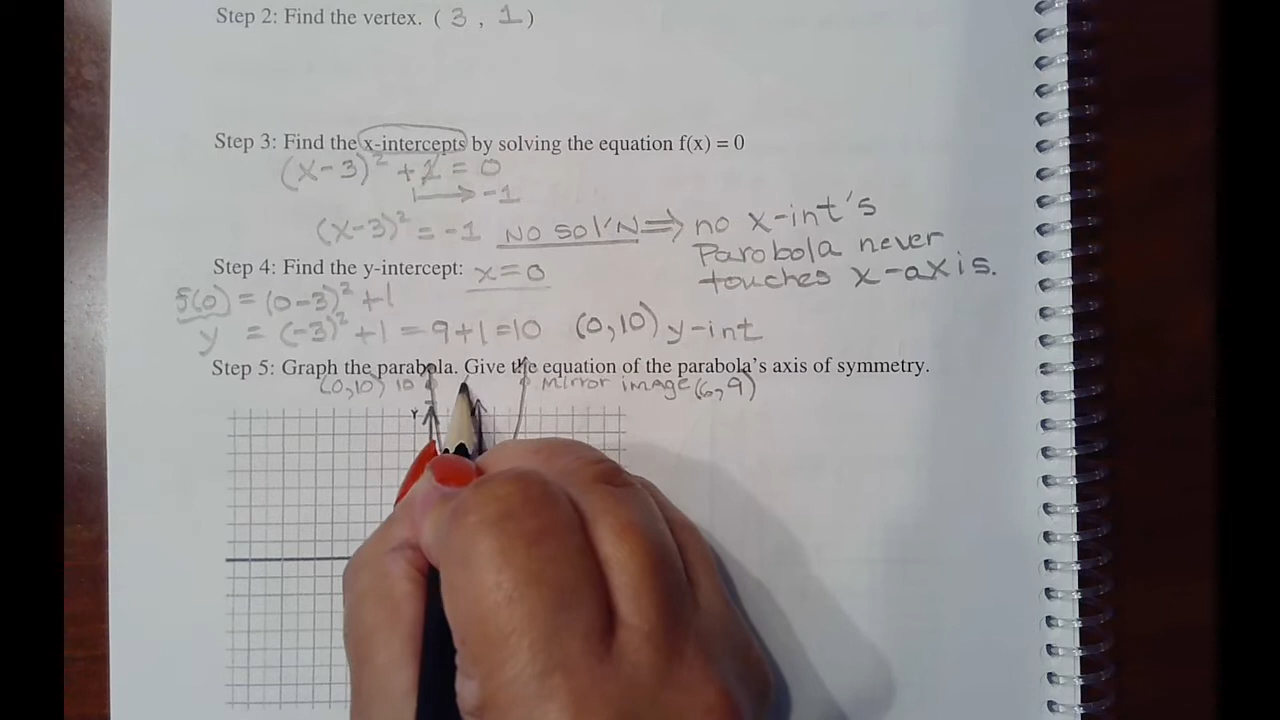 Step 2: Find the vertex. ( 3 , 1 )
Step 3: Find the x-intercepts by solving the equation f(x) = 0
(x-3)² + 1 = 0
→ -1
(x-3)² = -1 No Sol'N ⇒ no x-int's
Parobola never
touches x-axis.
Step 4: Find the y-intercept: x=0
f(0) = (0-3)² + 1
y = (-3)² + 1 = 9+1 = 10 (0,10) y-int
Step 5: Graph the parabola. Give the equation of the parabola's axis of symmetry.
(0,10) 10 Mirror image (6,9)
Y